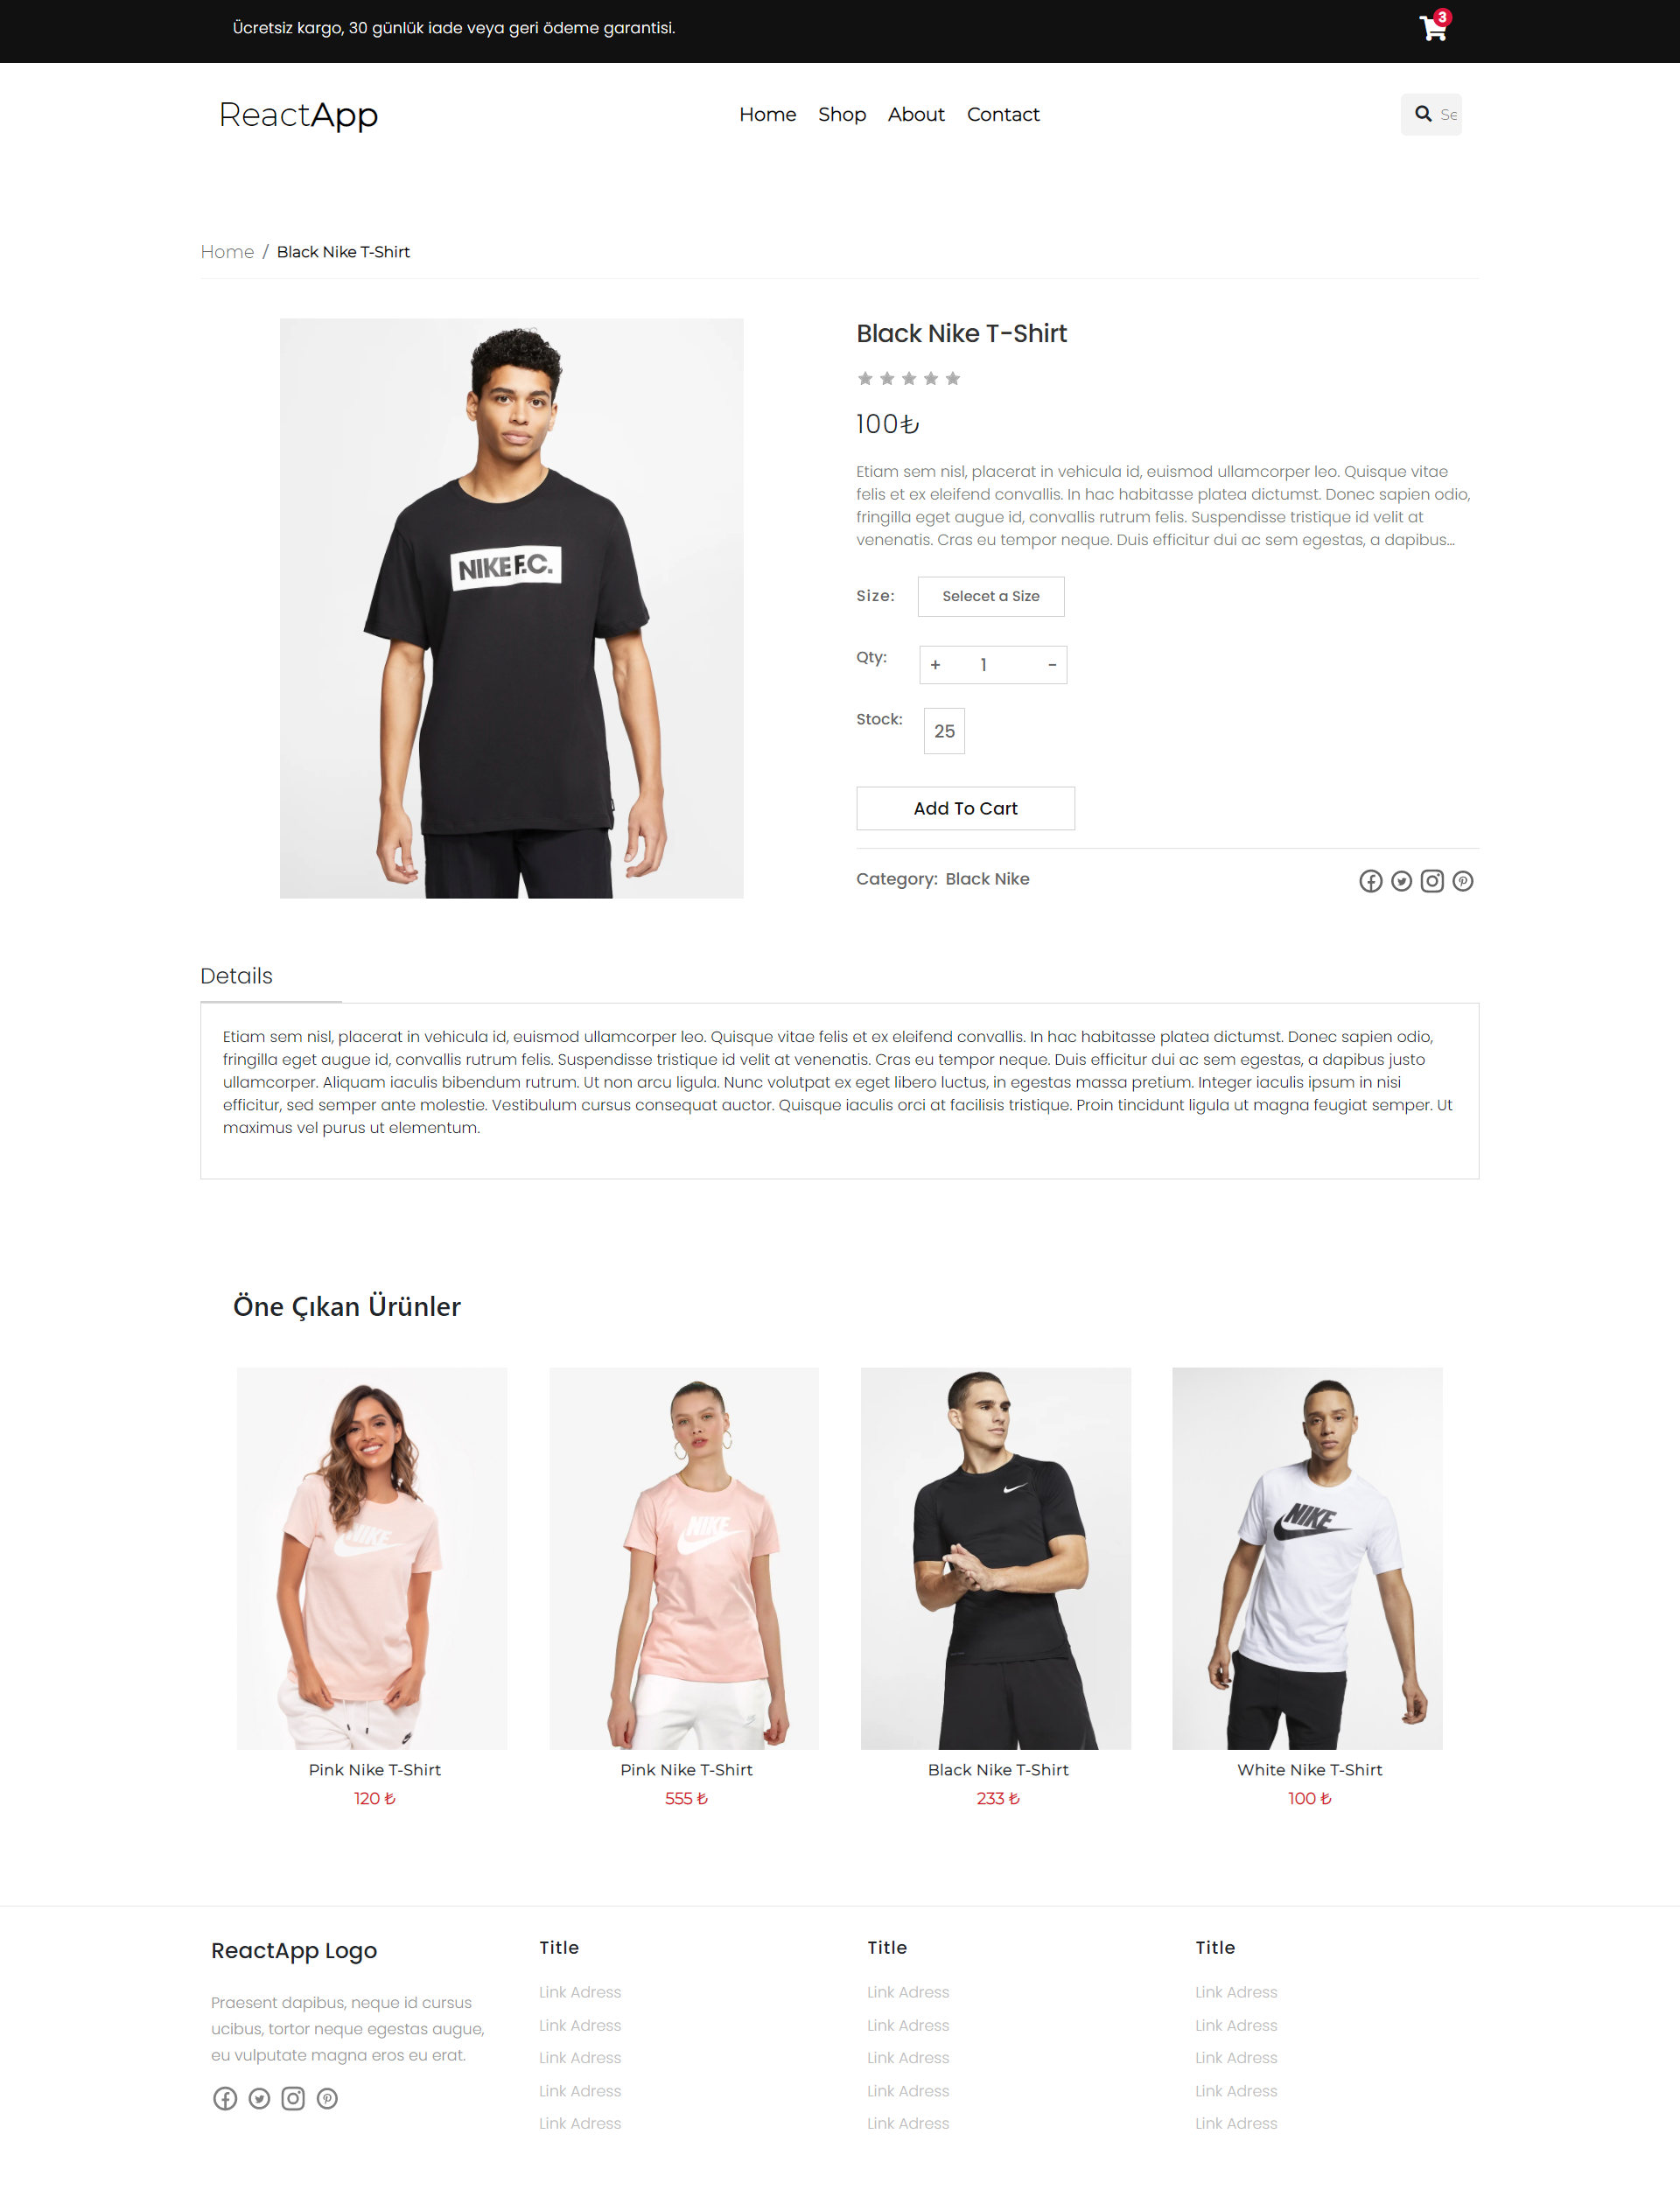 Ücretsiz kargo, 30 günlük iade veya geri ödeme garantisi.
3
ReactApp
Home Shop About Contact
Se
Home / Black Nike T-Shirt
Black Nike T-Shirt
100₺
Etiam sem nisl, placerat in vehicula id, euismod ullamcorper leo. Quisque vitae
felis et ex eleifend convallis. In hac habitasse platea dictumst. Donec sapien odio,
fringilla eget augue id, convallis rutrum felis. Suspendisse tristique id velit at
venenatis. Cras eu tempor neque. Duis efficitur dui ac sem egestas, a dapibus...
NIKE F.C.
Size: Selecet a Size
Qty: + 1 -
Stock: 25
Add To Cart
Category: Black Nike
Details
Etiam sem nisl, placerat in vehicula id, euismod ullamcorper leo. Quisque vitae felis et ex eleifend convallis. In hac habitasse platea dictumst. Donec sapien odio,
fringilla eget augue id, convallis rutrum felis. Suspendisse tristique id velit at venenatis. Cras eu tempor neque. Duis efficitur dui ac sem egestas, a dapibus justo
ullamcorper. Aliquam iaculis bibendum rutrum. Ut non arcu ligula. Nunc volutpat ex eget libero luctus, in egestas massa pretium. Integer iaculis ipsum in nisi
efficitur, sed semper ante molestie. Vestibulum cursus consequat auctor. Quisque iaculis orci at facilisis tristique. Proin tincidunt ligula ut magna feugiat semper. Ut
maximus vel purus ut elementum.
Öne Çıkan Ürünler
NIKE
NIKE
NIKE
Pink Nike T-Shirt
120 ₺
Pink Nike T-Shirt
555 ₺
Black Nike T-Shirt
233 ₺
White Nike T-Shirt
100 ₺
ReactApp Logo
Praesent dapibus, neque id cursus
ucibus, tortor neque egestas augue,
eu vulputate magna eros eu erat.
Title
Link Adress
Link Adress
Link Adress
Link Adress
Link Adress
Title
Link Adress
Link Adress
Link Adress
Link Adress
Link Adress
Title
Link Adress
Link Adress
Link Adress
Link Adress
Link Adress